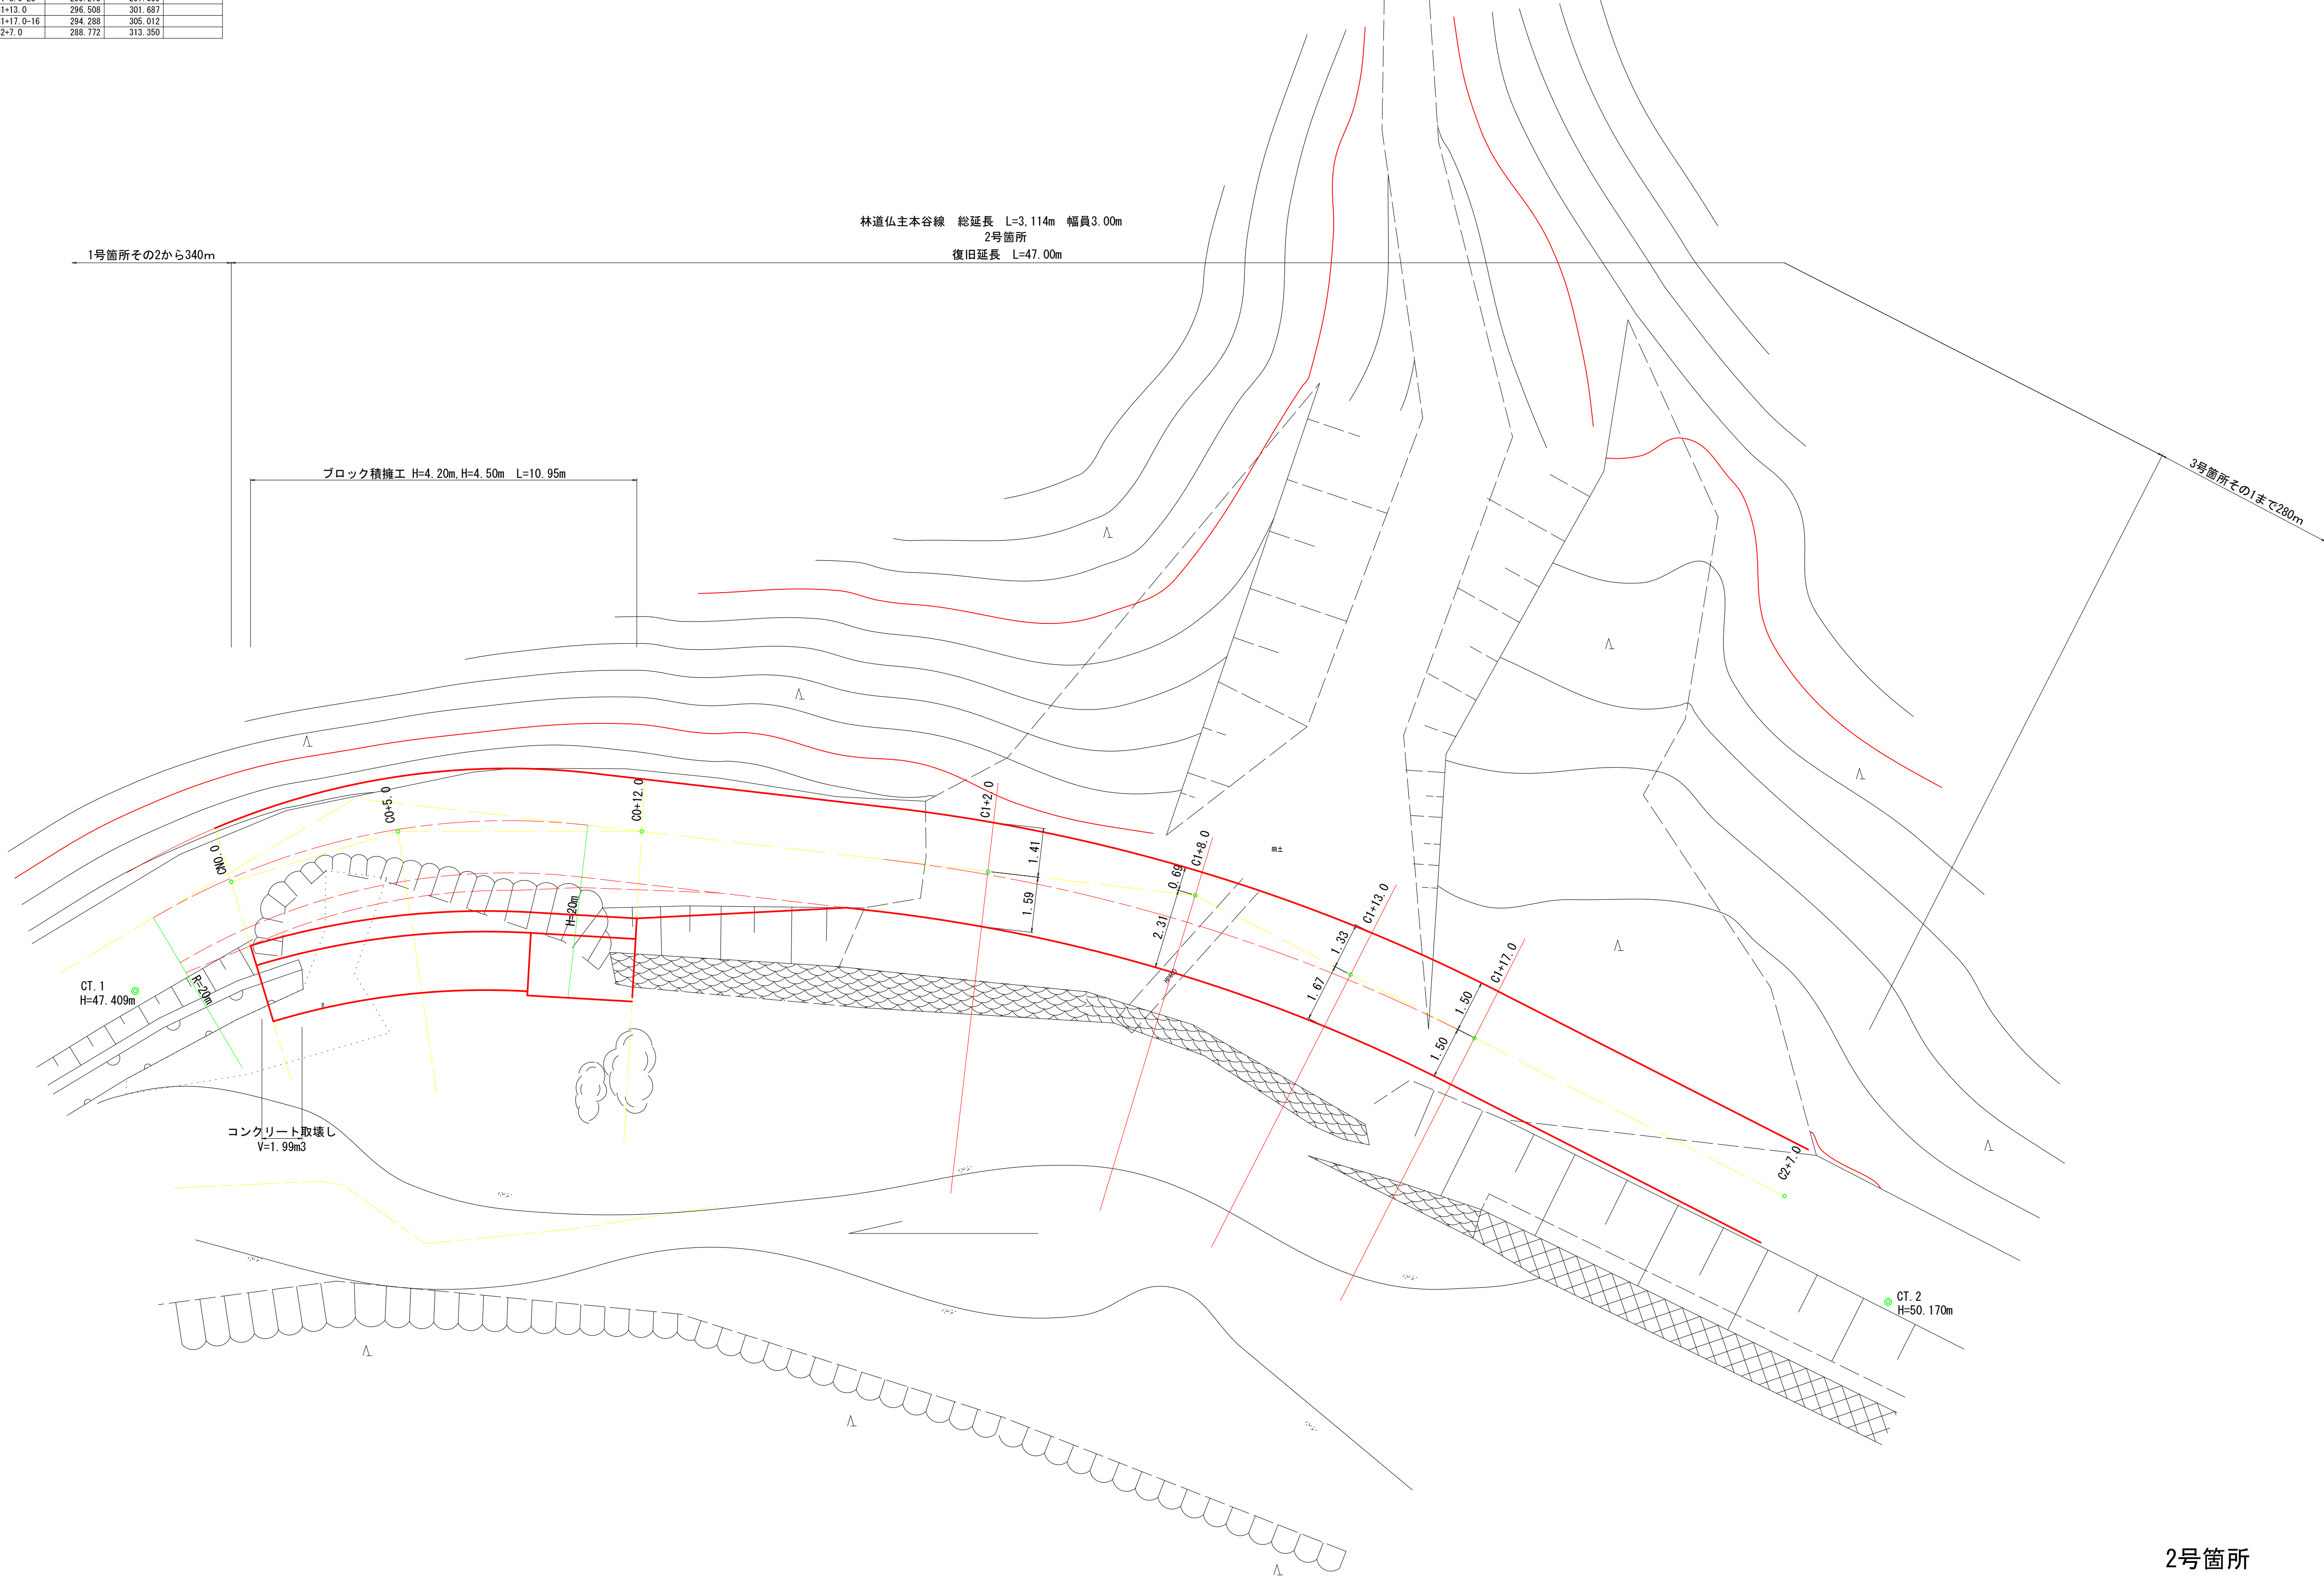 1+13.0 296.508 301.687
1+17.0-16 294.288 305.012
2+7.0 288.772 313.350
林道仏主本谷線 総延長 L=3,114m 幅員3.00m
2号箇所
復旧延長 L=47.00m
1号箇所その2から340m
3号箇所その1まで280m
ブロック積擁工 H=4.20m,H=4.50m L=10.95m
CN0.0
C0+5.0
C0+12.0
C1+2.0
C1+8.0
C1+13.0
C1+17.0
C2+7.0
1.41
1.59
0.69
2.31
1.33
1.67
1.50
1.50
崩土
H=20m
R=20m
CT.1
H=47.409m
コンクリート取壊し
V=1.99m3
CT.2
H=50.170m
2号箇所